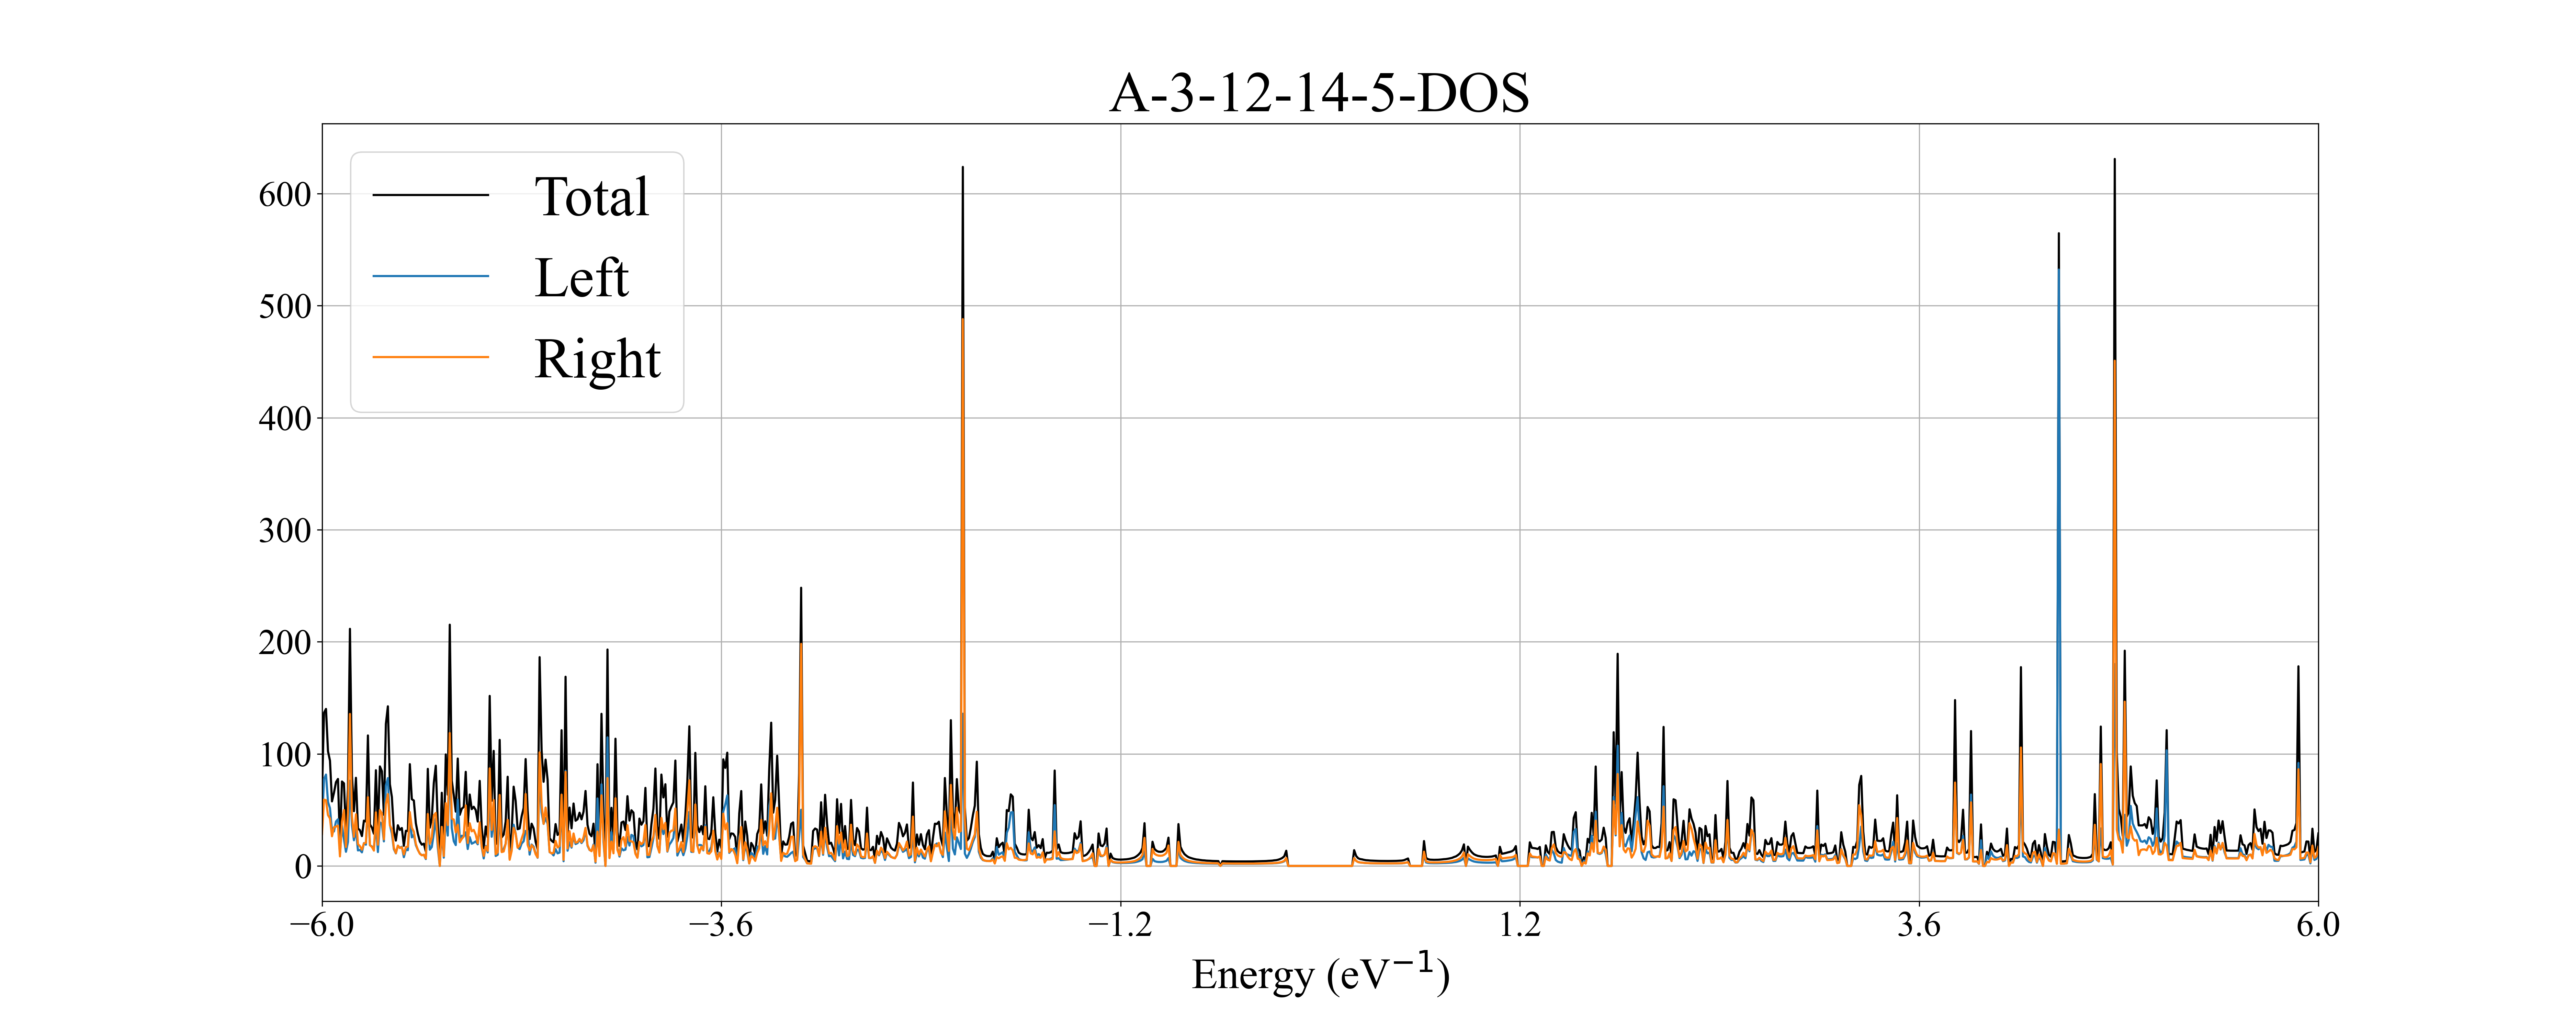 A-3-12-14-5-DOS
Total
Left
Right
600
500
400
300
200
100
0
−6.0 −3.6 −1.2 1.2 3.6 6.0
Energy (eV⁻¹)